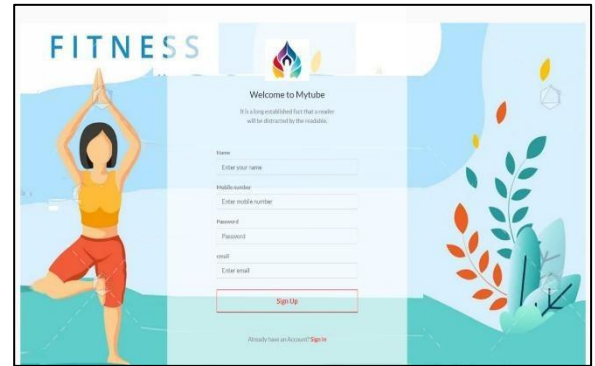 FITNESS
Welcome to Mytube
It is a long established fact that a reader
will be distracted by the readable.
Name
Enter your name
Mobile number
Enter mobile number
Password
Password
email
Enter email
Sign Up
Already have an Account? Sign In